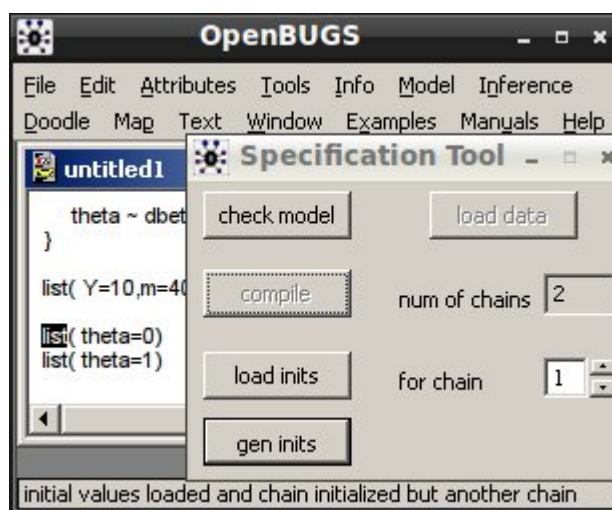 OpenBUGS
File Edit Attributes Tools Info Model Inference
Doodle Map Text Window Examples Manuals Help
untitled1
theta ~ dbet
}
list( Y=10,m=40
list( theta=0)
list( theta=1)
Specification Tool
check model
load data
compile
num of chains 2
load inits
for chain 1
gen inits
initial values loaded and chain initialized but another chain